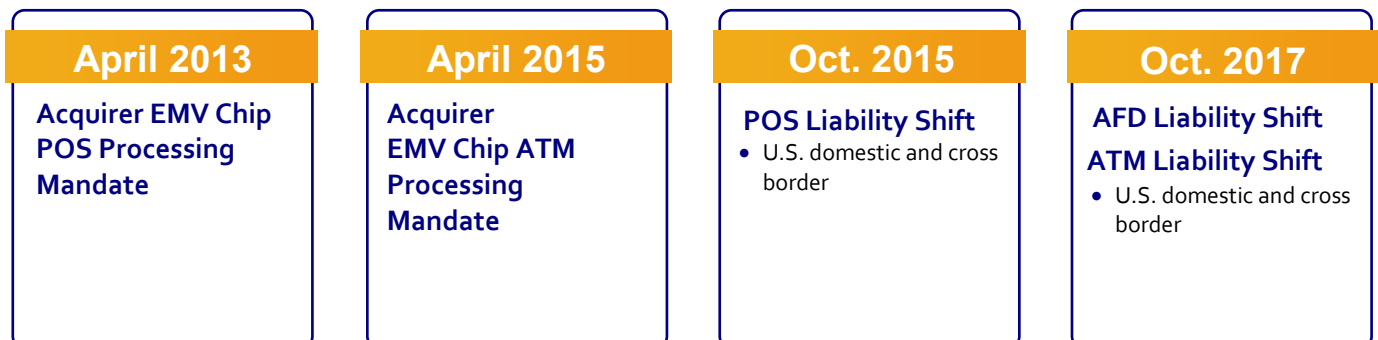 April 2013
Acquirer EMV Chip
POS Processing
Mandate
April 2015
Acquirer
EMV Chip ATM
Processing
Mandate
Oct. 2015
POS Liability Shift
• U.S. domestic and cross
border
Oct. 2017
AFD Liability Shift
ATM Liability Shift
• U.S. domestic and cross
border